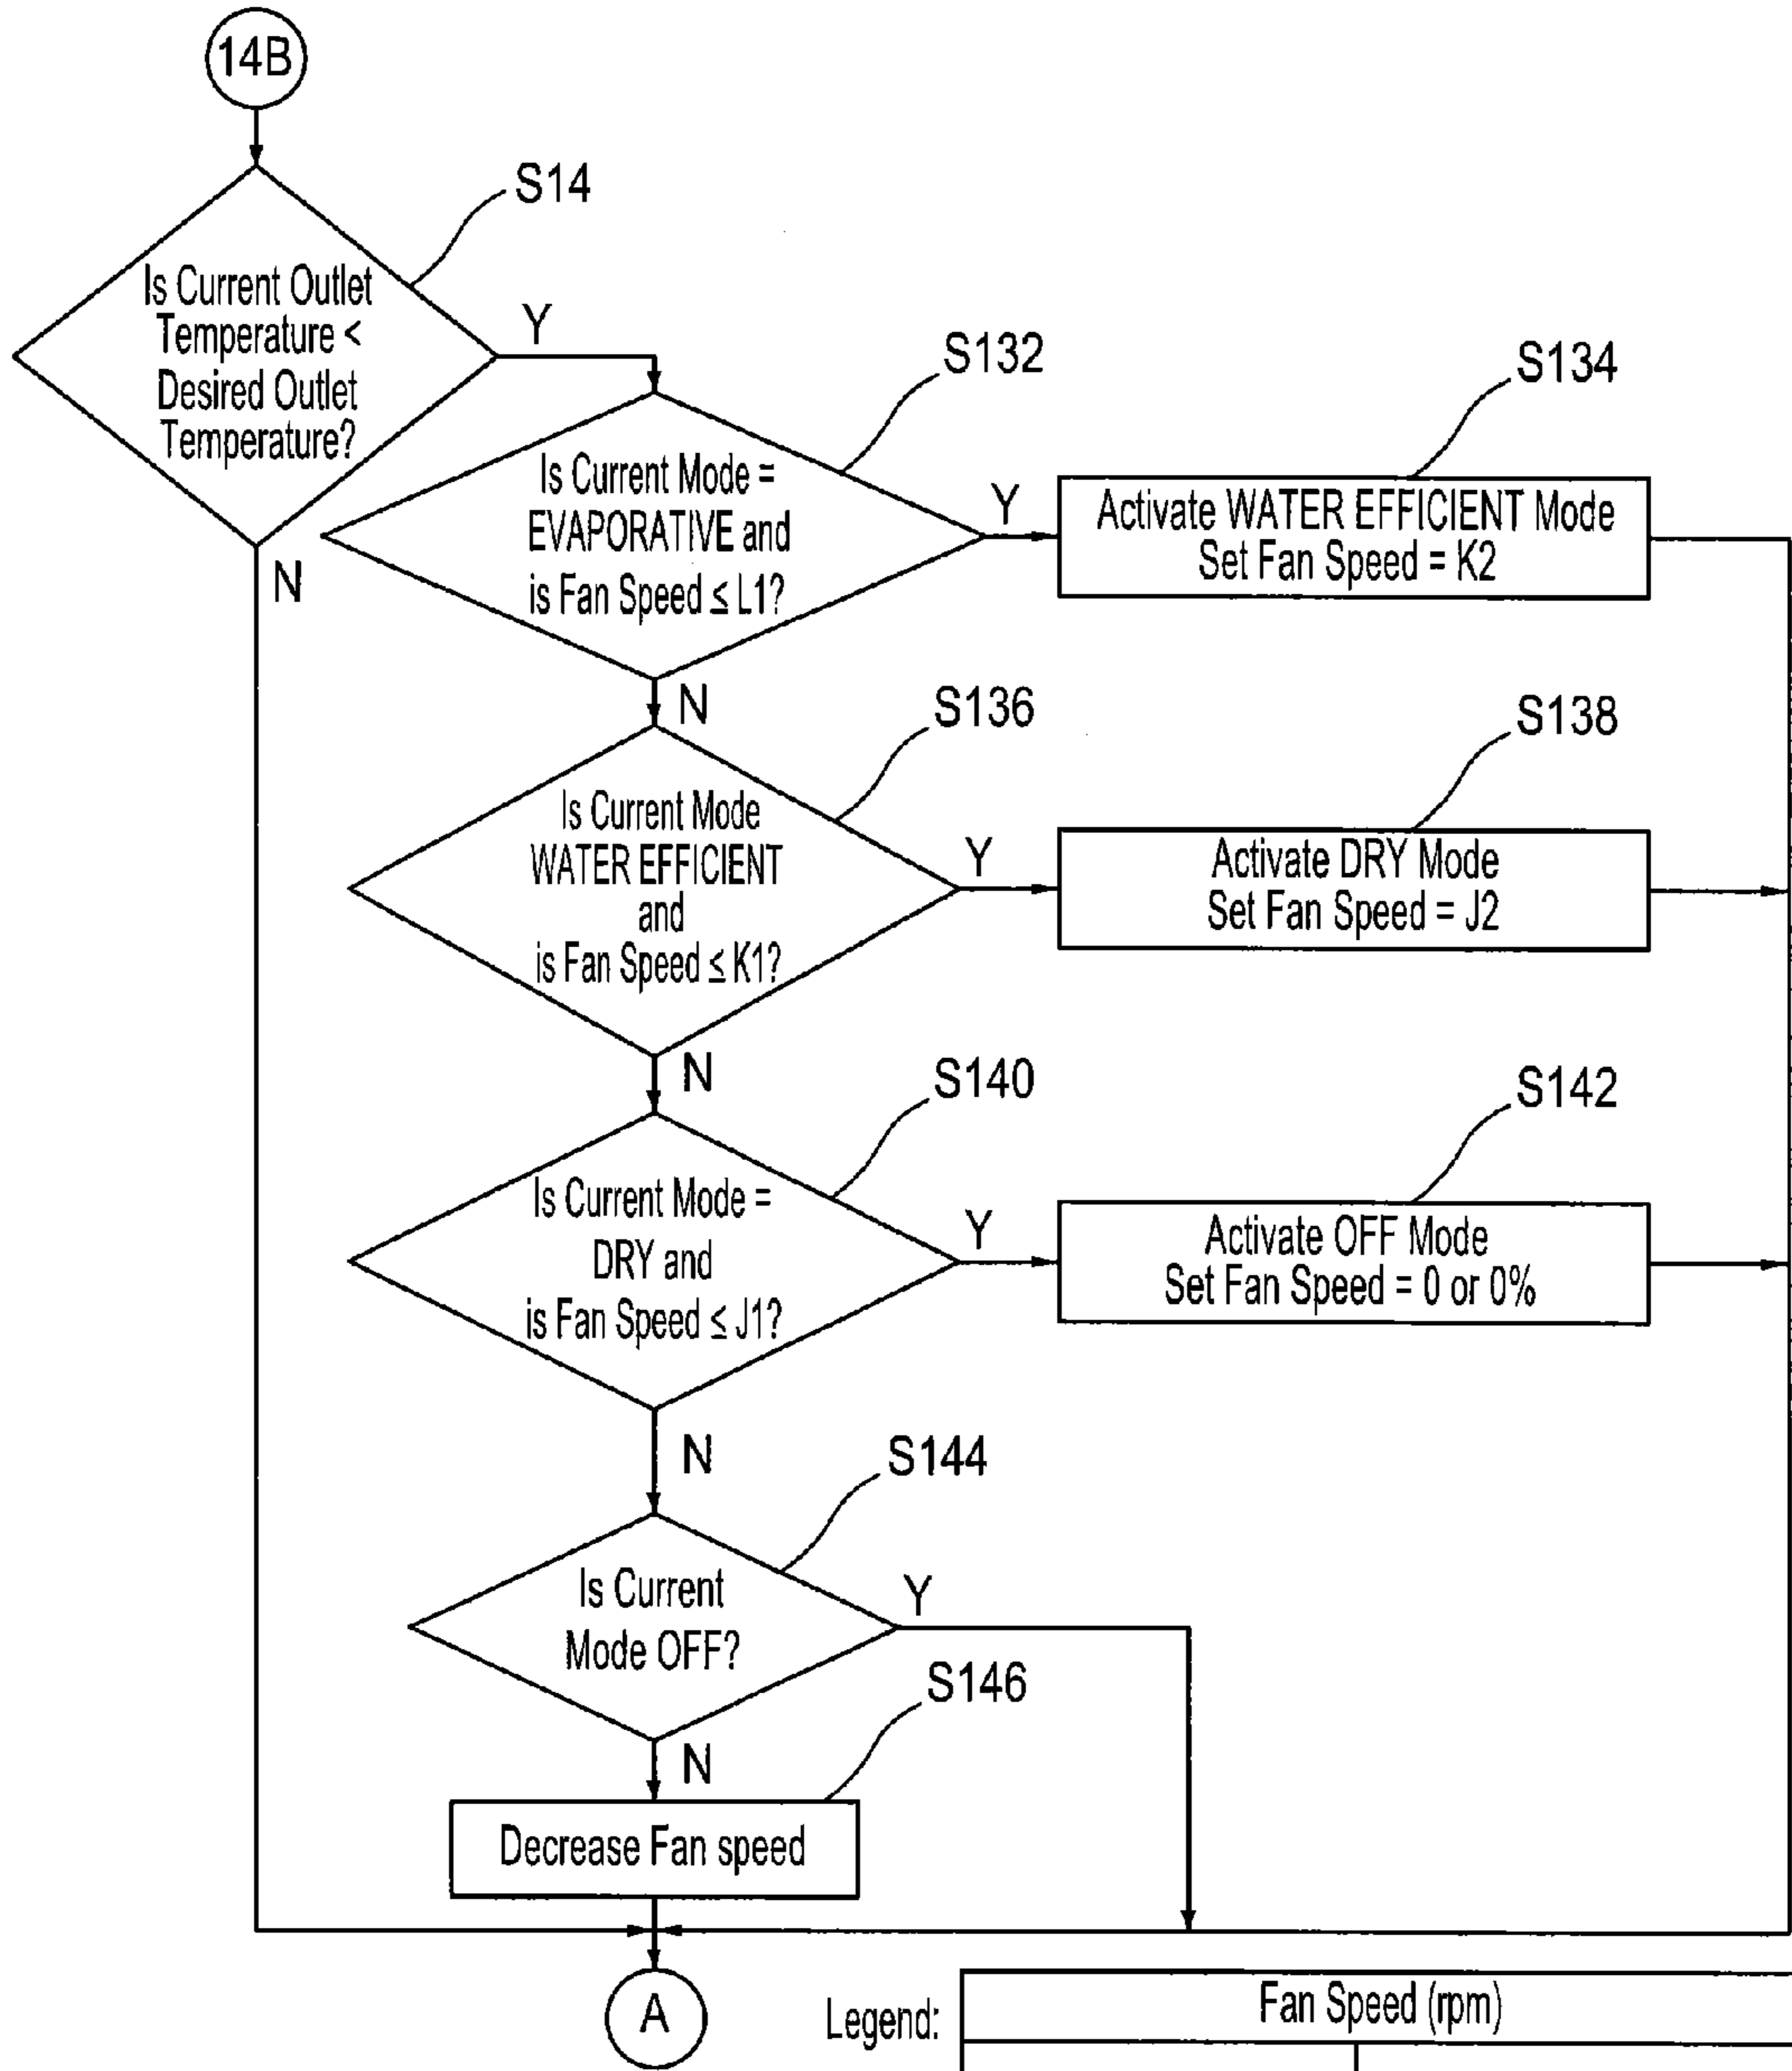 14B
S14
Is Current Outlet
Temperature <
Desired Outlet
Temperature?
Y
N
S132
Is Current Mode =
EVAPORATIVE and
is Fan Speed ≤ L1?
Y
S134
Activate WATER EFFICIENT Mode
Set Fan Speed = K2
N
S136
Is Current Mode
WATER EFFICIENT
and
is Fan Speed ≤ K1?
Y
S138
Activate DRY Mode
Set Fan Speed = J2
N
S140
Is Current Mode =
DRY and
is Fan Speed ≤ J1?
Y
S142
Activate OFF Mode
Set Fan Speed = 0 or 0%
N
S144
Is Current
Mode OFF?
Y
S146
N
Decrease Fan speed
A
Legend:
Fan Speed (rpm)